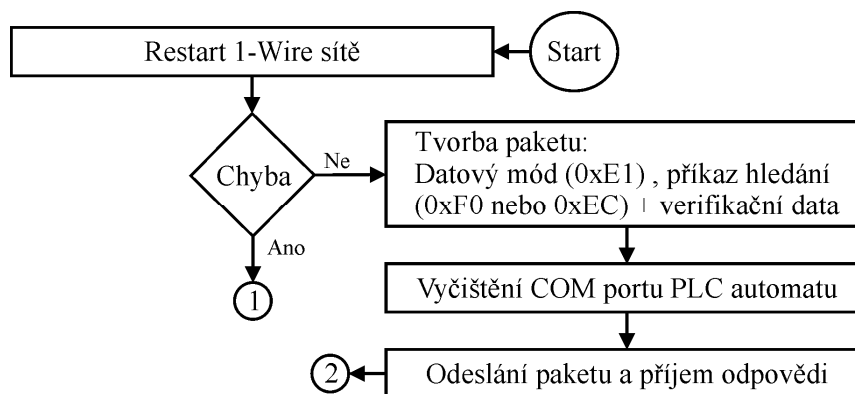 Restart 1-Wire sítě
Start
Chyba
Ne
Ano
1
Tvorba paketu:
Datový mód (0xE1) , příkaz hledání
(0xF0 nebo 0xEC) + verifikační data
Vyčištění COM portu PLC automatu
Odeslání paketu a příjem odpovědi
2